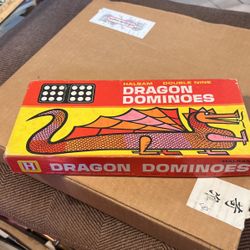 HALSAM DOUBLE NINE
DRAGON
DOMINOES
H DRAGON DOMINOES